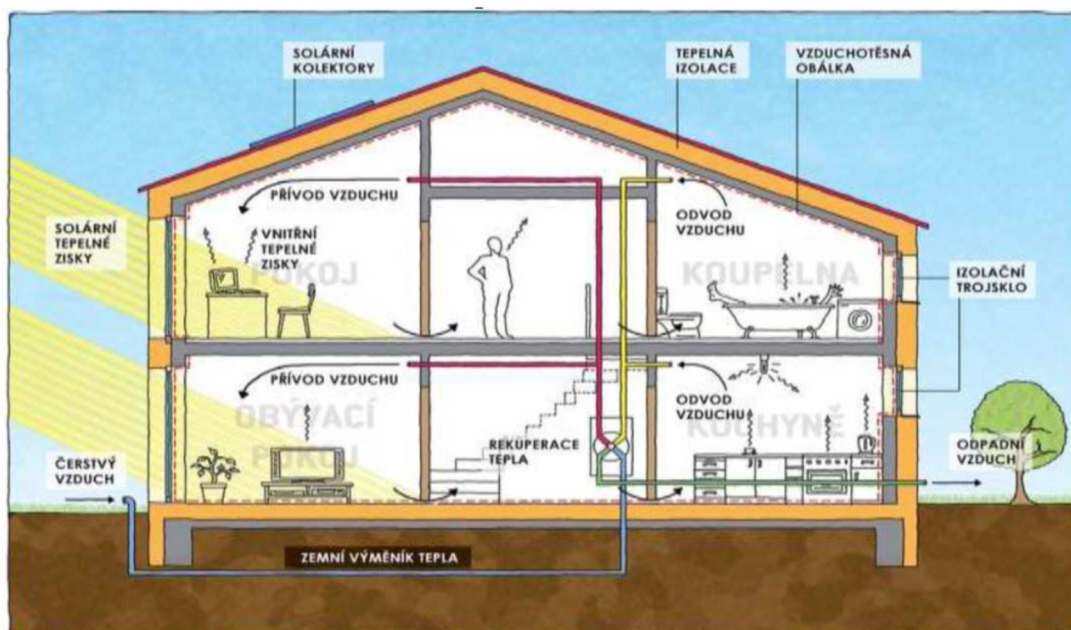 SOLÁRNÍ
KOLEKTORY
TEPELNÁ
IZOLACE
VZDUCHOTĚSNÁ
OBÁLKA
PŘÍVOD VZDUCHU
ODVOD
VZDUCHU
SOLÁRNÍ
TEPELNÉ
ZISKY
VNITŘNÍ
TEPELNÉ
ZISKY
POKOJ
KOUPELNA
IZOLAČNÍ
TROJSKLO
PŘÍVOD VZDUCHU
ODVOD
VZDUCHU
OBÝVACÍ
POKOJ
KUCHYNĚ
REKUPERACE
TEPLA
ČERSTVÝ
VZDUCH
ODPADNÍ
VZDUCH
ZEMNÍ VÝMĚNÍK TEPLA